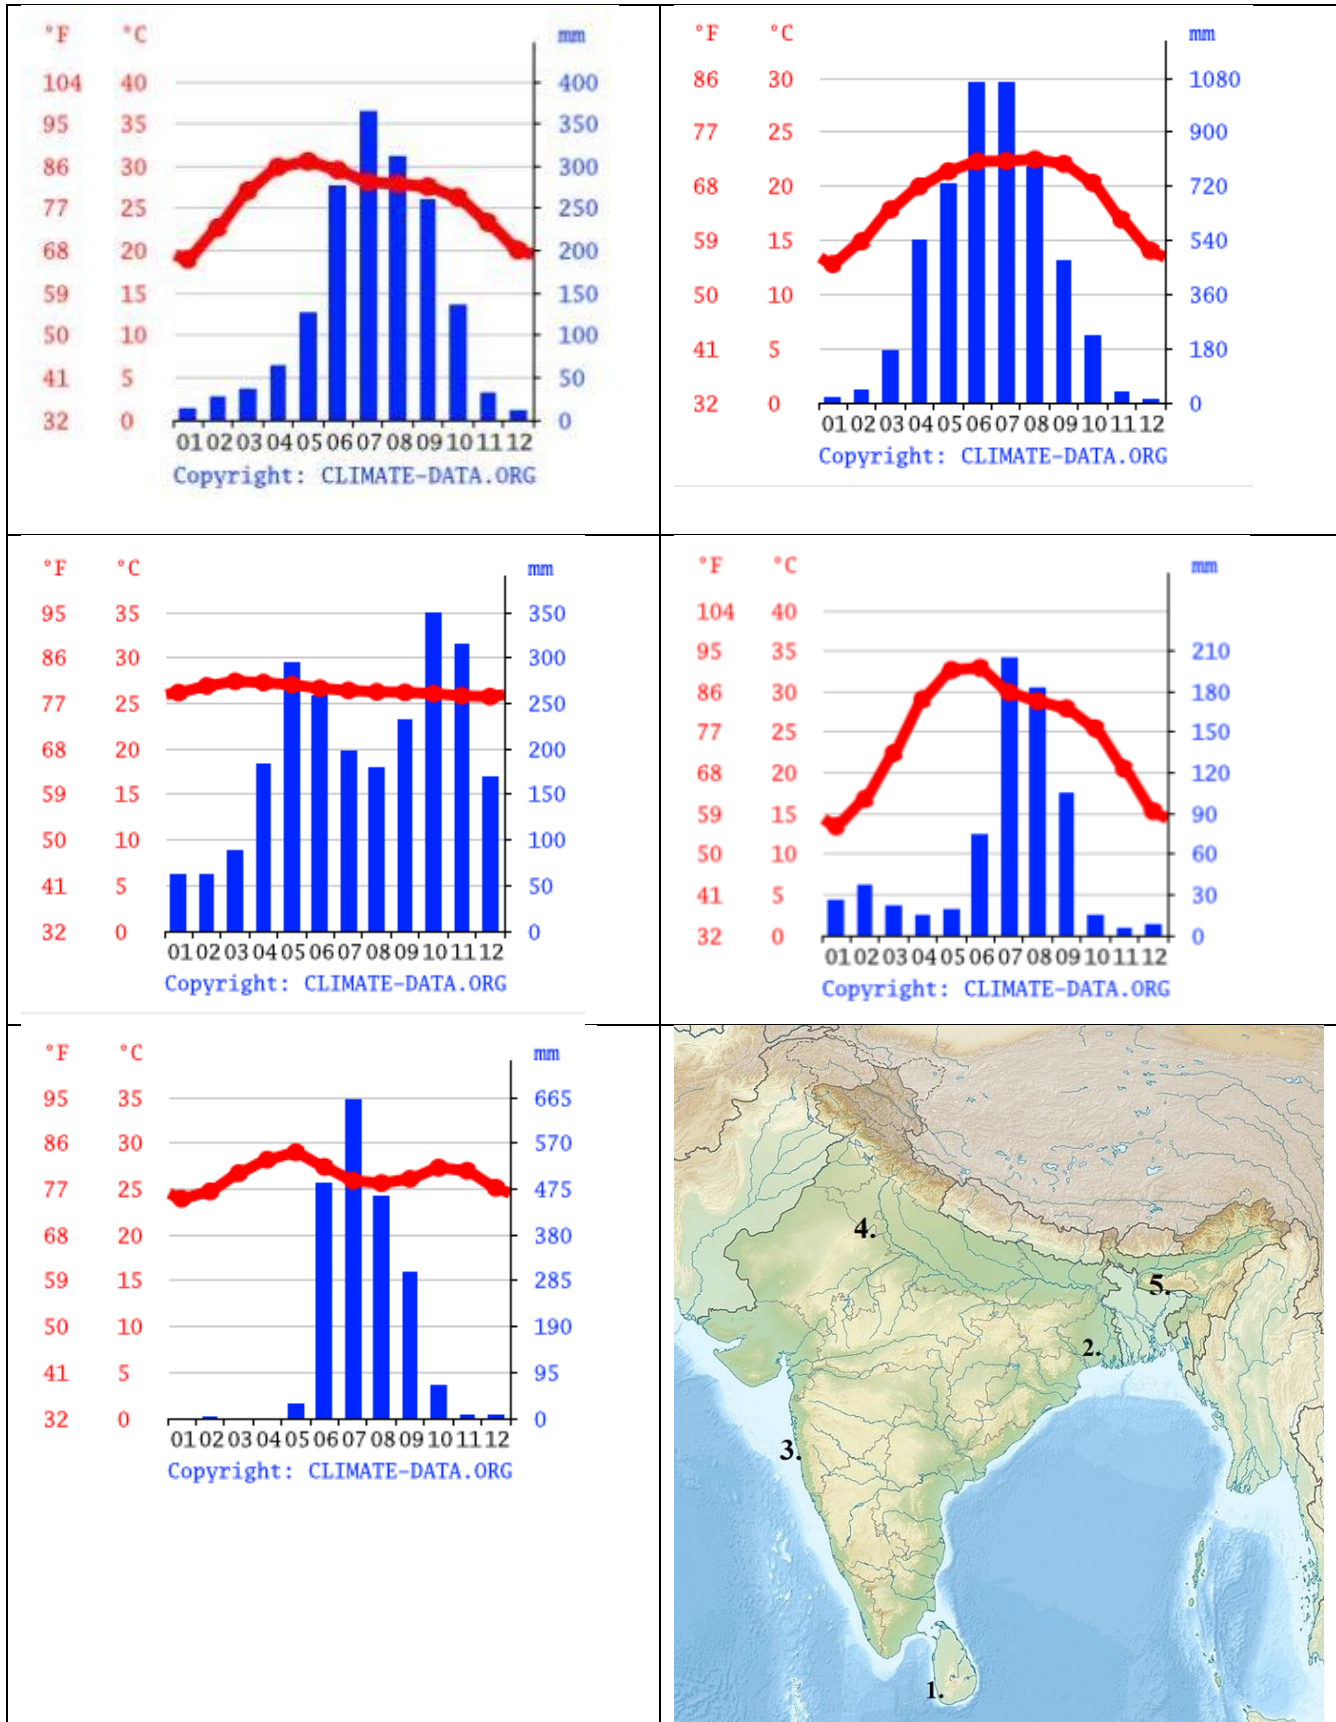 °F °C mm
104 40 400
95 35 350
86 30 300
77 25 250
68 20 200
59 15 150
50 10 100
41 5 50
32 0 0
01 02 03 04 05 06 07 08 09 10 11 12
Copyright: CLIMATE-DATA.ORG
°F °C mm
86 30 1080
77 25 900
68 20 720
59 15 540
50 10 360
41 5 180
32 0 0
01 02 03 04 05 06 07 08 09 10 11 12
Copyright: CLIMATE-DATA.ORG
°F °C mm
95 35 350
86 30 300
77 25 250
68 20 200
59 15 150
50 10 100
41 5 50
32 0 0
01 02 03 04 05 06 07 08 09 10 11 12
Copyright: CLIMATE-DATA.ORG
°F °C mm
104 40
95 35 210
86 30 180
77 25 150
68 20 120
59 15 90
50 10 60
41 5 30
32 0 0
01 02 03 04 05 06 07 08 09 10 11 12
Copyright: CLIMATE-DATA.ORG
°F °C mm
95 35 665
86 30 570
77 25 475
68 20 380
59 15 285
50 10 190
41 5 95
32 0 0
01 02 03 04 05 06 07 08 09 10 11 12
Copyright: CLIMATE-DATA.ORG
4.
5.
2.
3.
1.